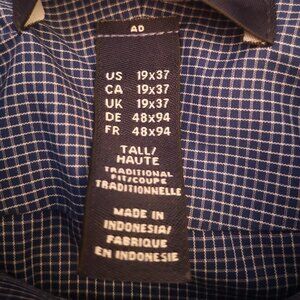 AD
US 19x37
CA 19x37
UK 19x37
DE 48x94
FR 48x94
TALL/
HAUTE
TRADITIONAL
FIT/COUPE
TRADITIONNELLE
MADE IN
INDONESIA/
FABRIQUE
EN INDONESIE